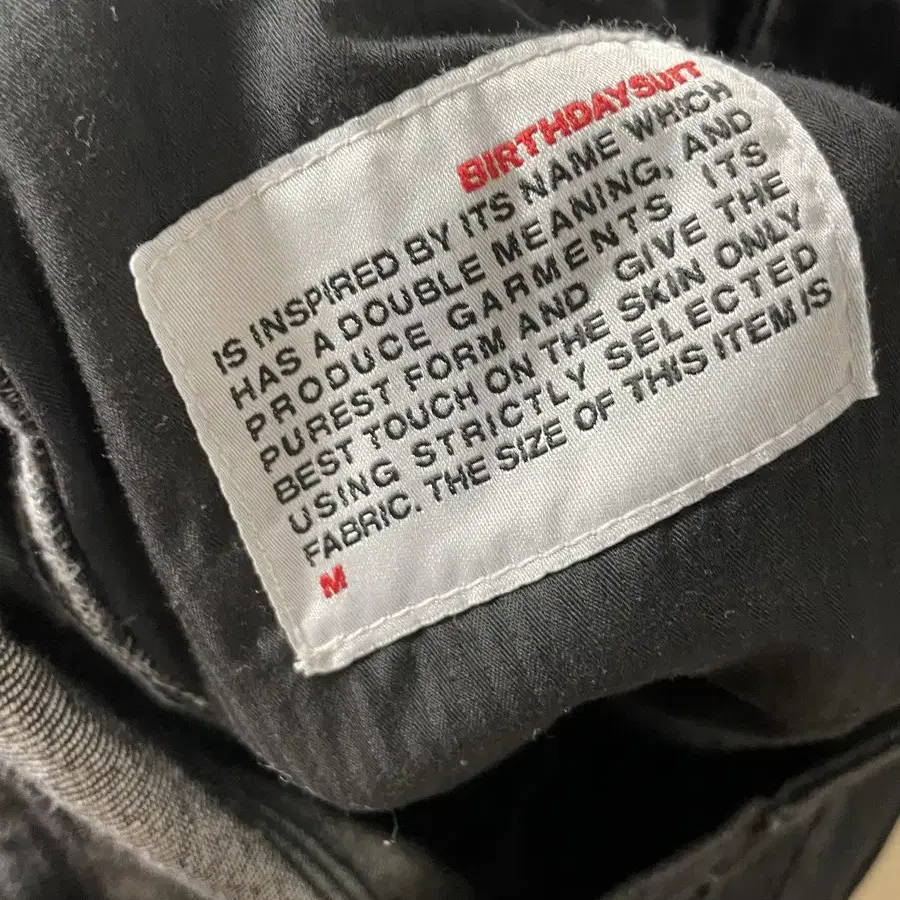 BIRTHDAYSUIT
IS INSPIRED BY ITS NAME WHICH
HAS A DOUBLE MEANING, AND
PRODUCE GARMENTS ITS
PUREST FORM AND GIVE THE
BEST TOUCH ON THE SKIN ONLY
USING STRICTLY SELECTED
FABRIC. THE SIZE OF THIS ITEM IS
M